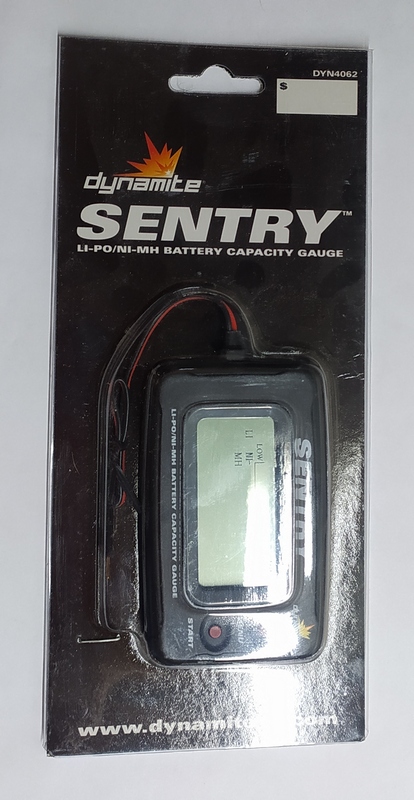 DYN4062
S
dynamite
SENTRY™
LI-PO/NI-MH BATTERY CAPACITY GAUGE
LOW
LI NI-
MH
SENTRY
LI-PO/NI-MH BATTERY CAPACITY GAUGE
START